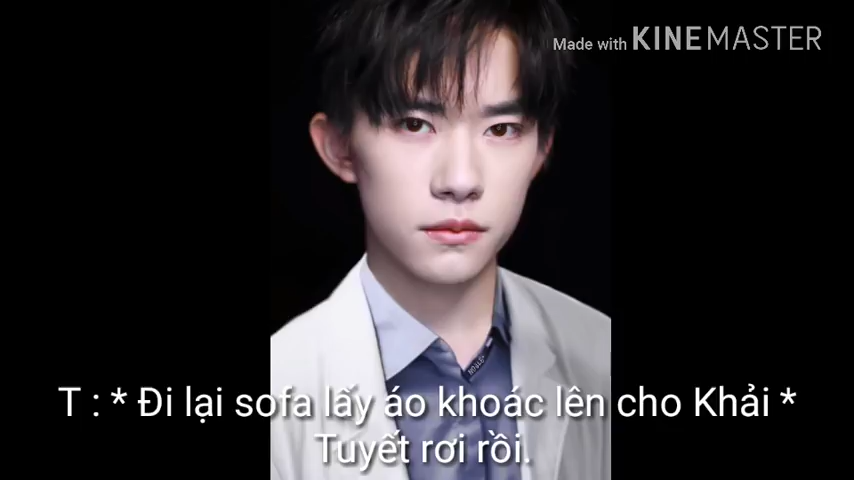 Made with KINEMASTER
T : * Đi lại sofa lấy áo khoác lên cho Khải *
Tuyết rơi rồi.